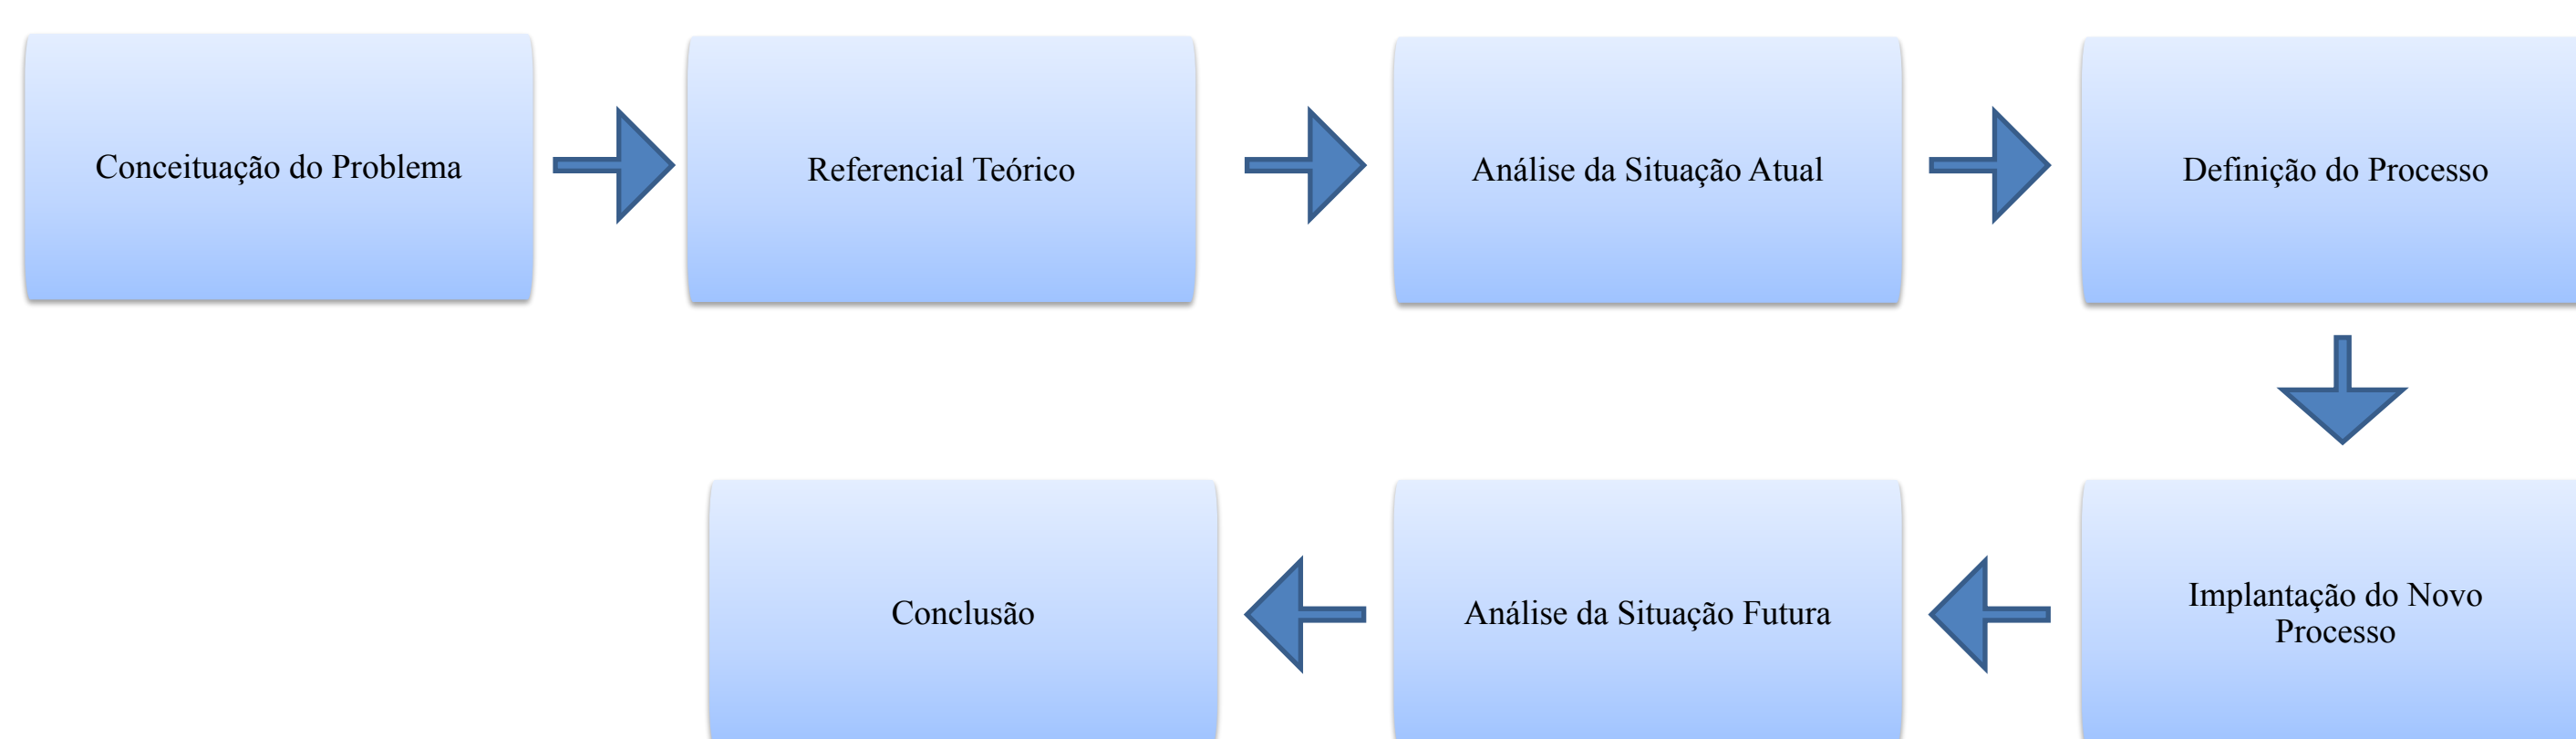 Conceituação do Problema
Referencial Teórico
Análise da Situação Atual
Definição do Processo
Implantação do Novo
Processo
Análise da Situação Futura
Conclusão